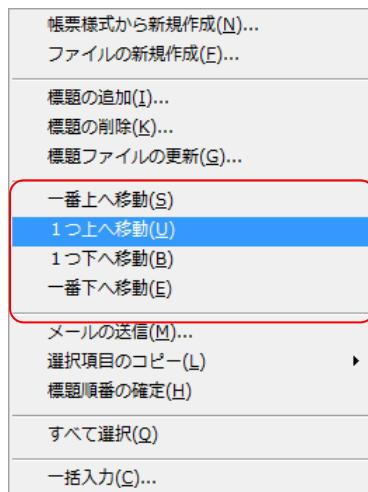 帳票様式から新規作成(N)...
ファイルの新規作成(F)...
標題の追加(I)...
標題の削除(K)...
標題ファイルの更新(G)...
一番上へ移動(S)
１つ上へ移動(U)
１つ下へ移動(B)
一番下へ移動(E)
メールの送信(M)...
選択項目のコピー(L)
標題順番の確定(H)
すべて選択(Q)
一括入力(C)...